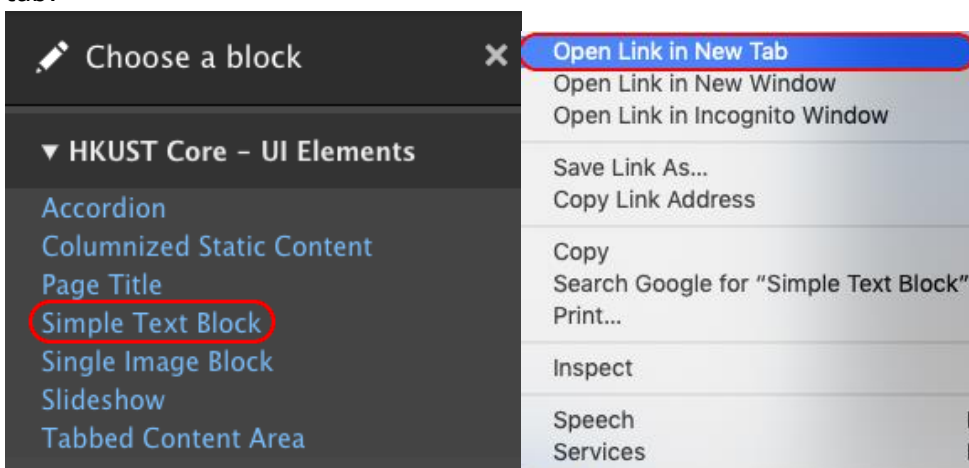 tab.
Choose a block
▼ HKUST Core – UI Elements
Accordion
Columnized Static Content
Page Title
Simple Text Block
Single Image Block
Slideshow
Tabbed Content Area
Open Link in New Tab
Open Link in New Window
Open Link in Incognito Window
Save Link As...
Copy Link Address
Copy
Search Google for “Simple Text Block”
Print...
Inspect
Speech
Services